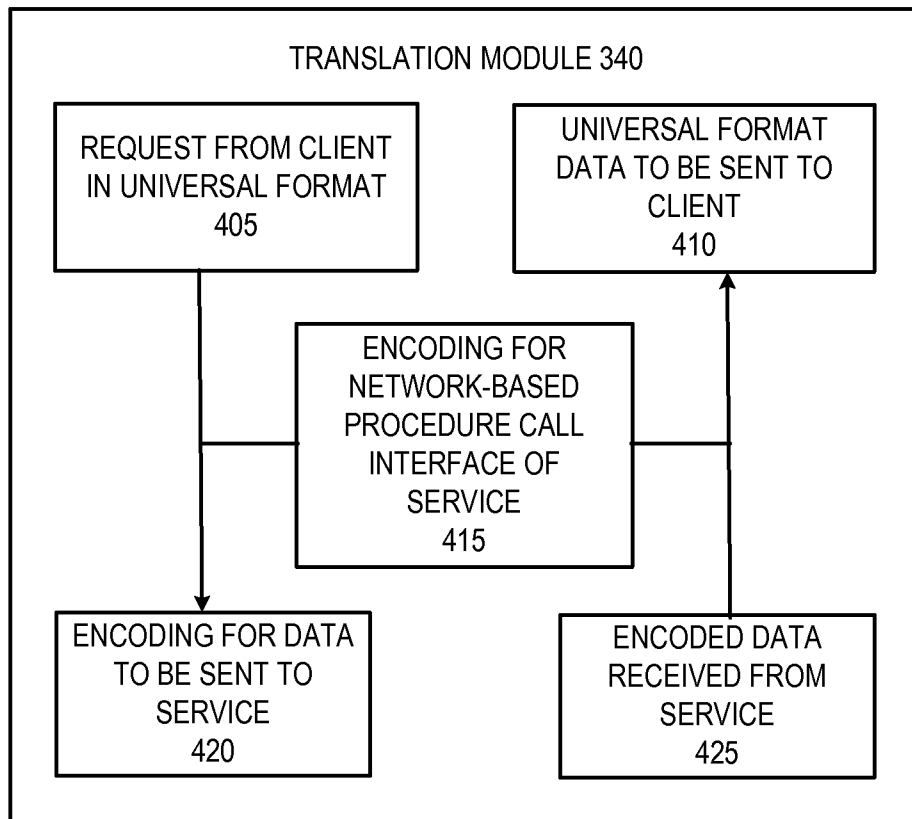 TRANSLATION MODULE 340
REQUEST FROM CLIENT
IN UNIVERSAL FORMAT
405
UNIVERSAL FORMAT
DATA TO BE SENT TO
CLIENT
410
ENCODING FOR
NETWORK-BASED
PROCEDURE CALL
INTERFACE OF
SERVICE
415
ENCODING FOR DATA
TO BE SENT TO
SERVICE
420
ENCODED DATA
RECEIVED FROM
SERVICE
425